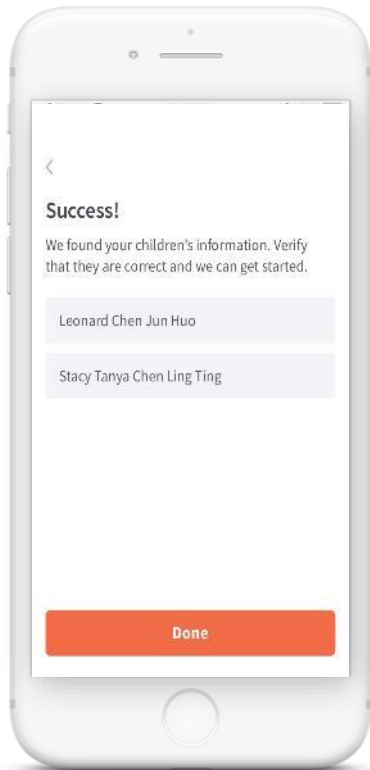 Success!
We found your children's information. Verify
that they are correct and we can get started.
Leonard Chen Jun Huo
Stacy Tanya Chen Ling Ting
Done